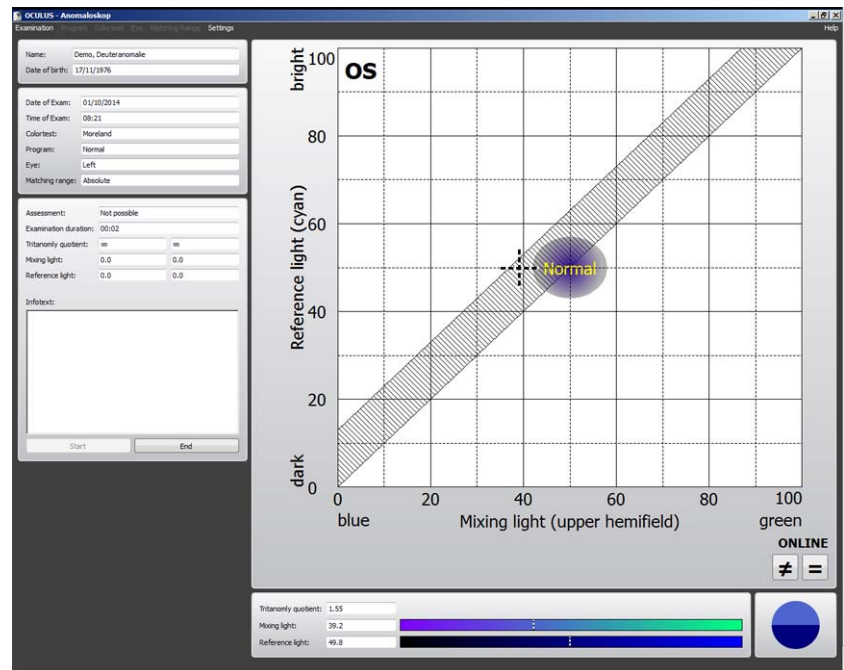 OCULUS - Anomaloskop
Examination Program Colortest Eye Matching Range Settings Help
Name: Demo, Deuteranomalie
Date of birth: 17/11/1976
Date of Exam: 01/10/2014
Time of Exam: 08:21
Colortest: Moreland
Program: Normal
Eye: Left
Matching range: Absolute
Assessment: Not possible
Examination duration: 00:02
Tritanomly quotient: ∞ ∞
Mixing light: 0.0 0.0
Reference light: 0.0 0.0
Infotext:
Start End
OS
bright
Reference light (cyan)
dark
100
80
60
40
20
0
Normal
0 20 40 60 80 100
blue Mixing light (upper hemifield) green
ONLINE
≠ =
Tritanomly quotient: 1.55
Mixing light: 39.2
Reference light: 49.8